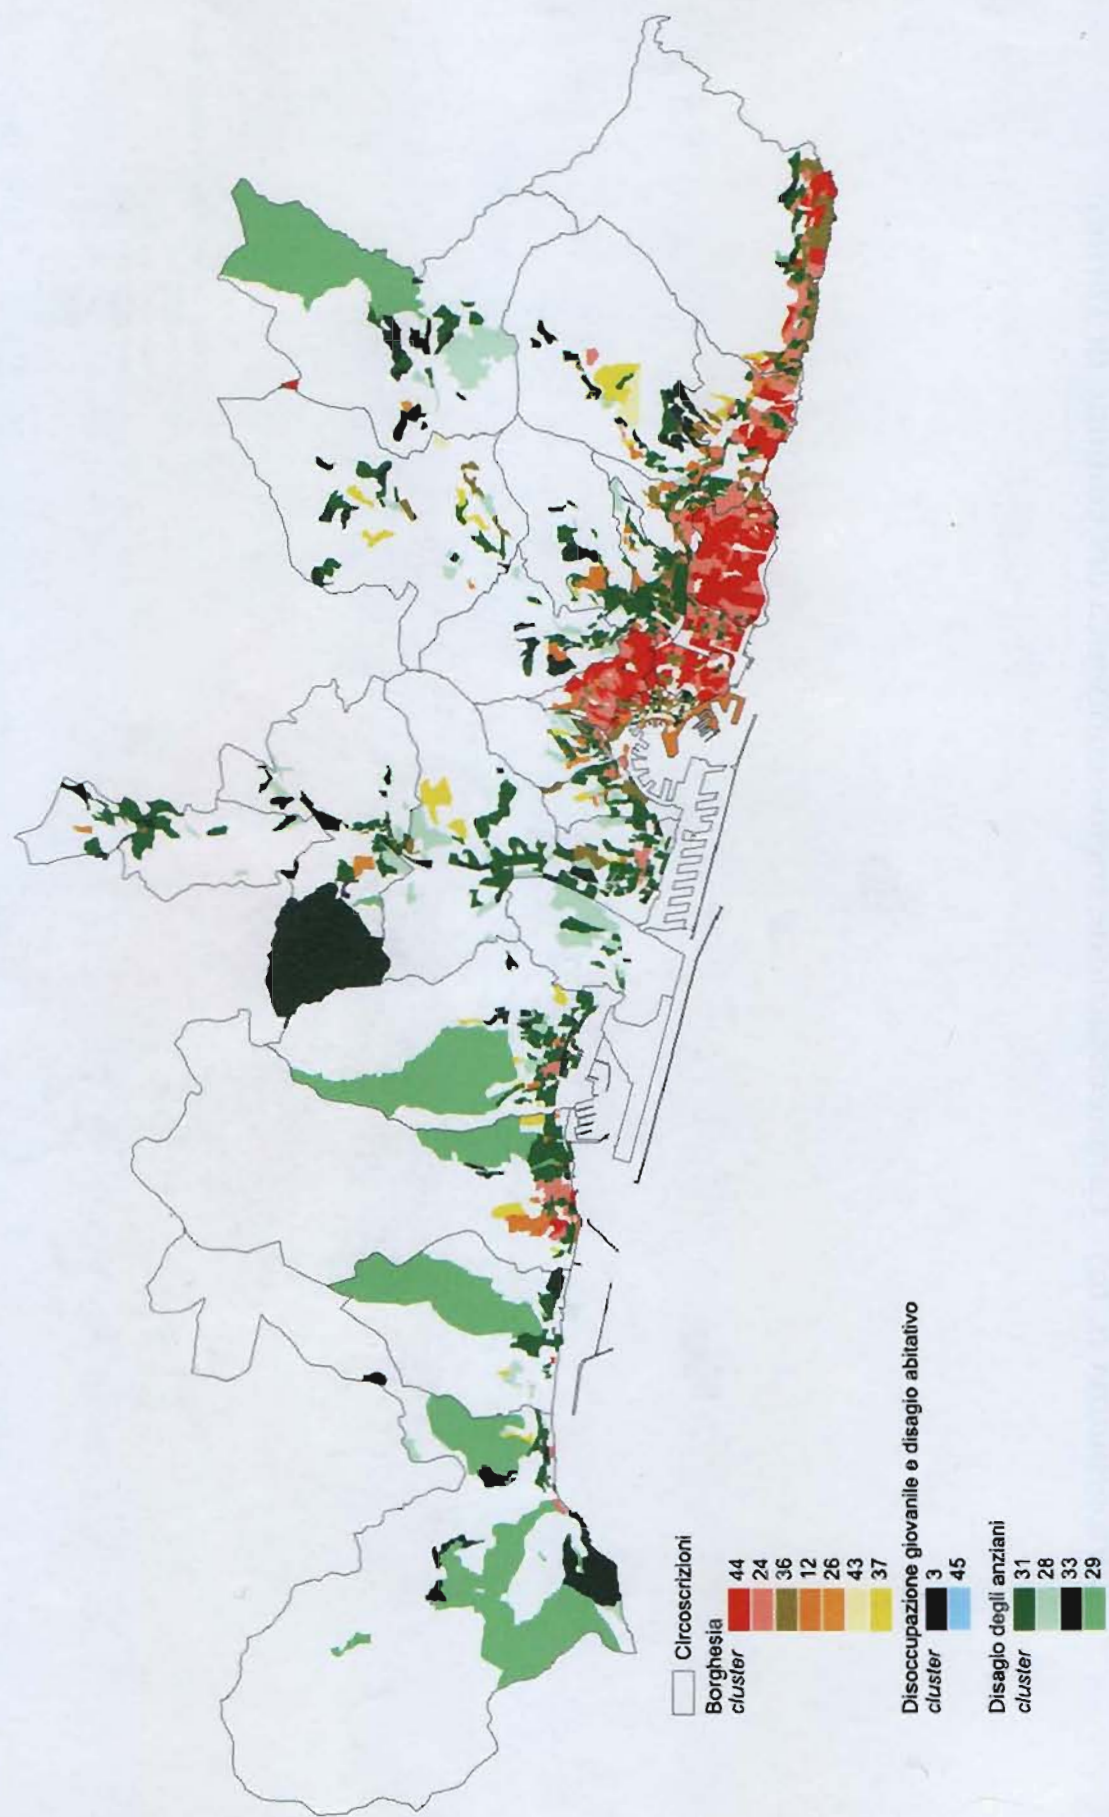 Circoscrizioni
Borghesia
cluster
44
24
36
12
26
43
37
Disoccupazione giovanile e disagio abitativo
cluster
3
45
Disagio degli anziani
cluster
31
28
33
29